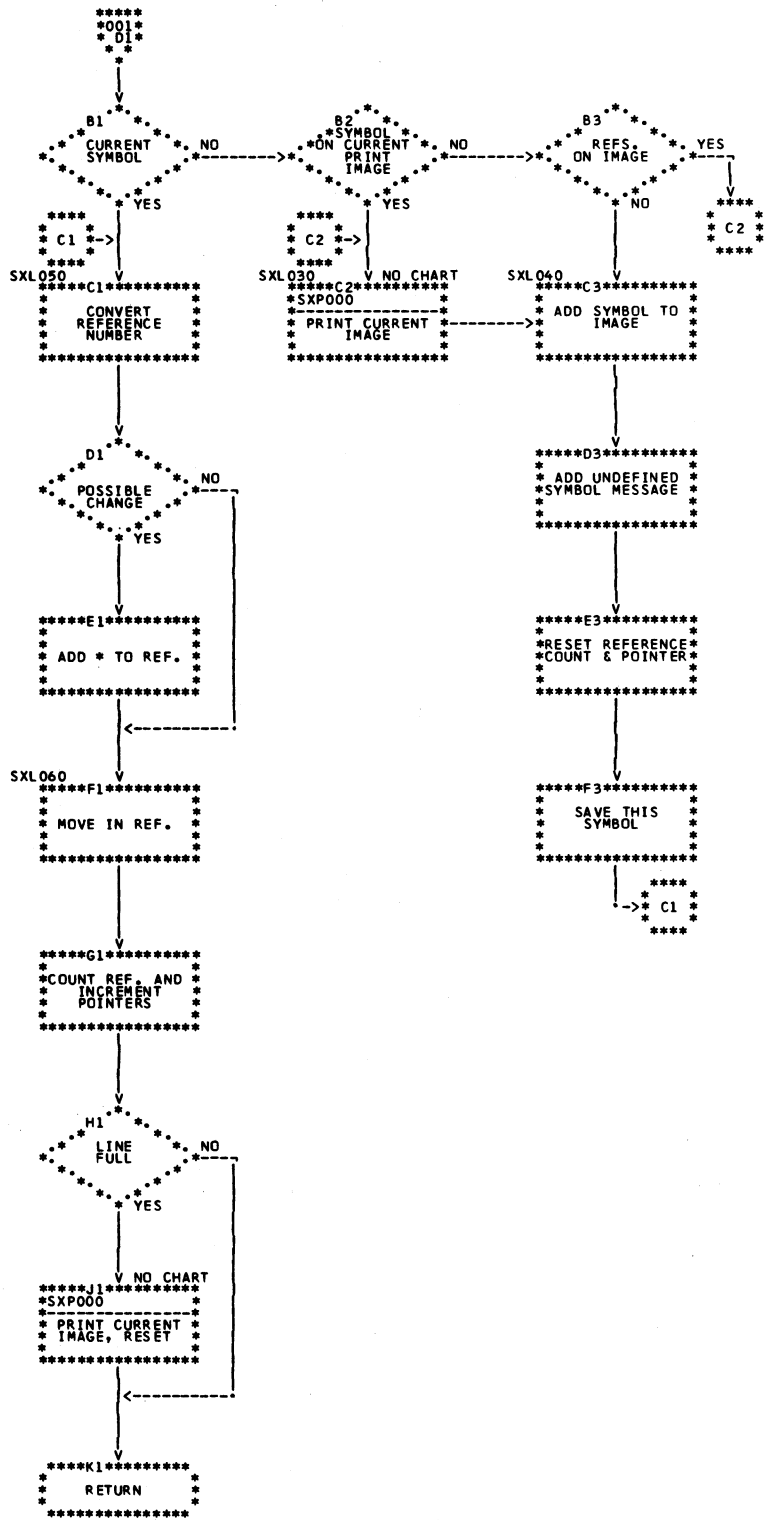 001
D1
B1
CURRENT
SYMBOL
NO
YES
B2
SYMBOL
ON CURRENT
PRINT
IMAGE
NO
YES
B3
REFS.
ON IMAGE
YES
NO
C2
C1
SXL050
C1
CONVERT
REFERENCE
NUMBER
C2
SXL030
NO CHART
C2
SXP000
PRINT CURRENT
IMAGE
SXL040
C3
ADD SYMBOL TO
IMAGE
D1
POSSIBLE
CHANGE
NO
YES
D3
ADD UNDEFINED
SYMBOL MESSAGE
E1
ADD * TO REF.
E3
RESET REFERENCE
COUNT & POINTER
SXL060
F1
MOVE IN REF.
F3
SAVE THIS
SYMBOL
C1
G1
COUNT REF. AND
INCREMENT
POINTERS
H1
LINE
FULL
NO
YES
NO CHART
J1
SXP000
PRINT CURRENT
IMAGE, RESET
K1
RETURN